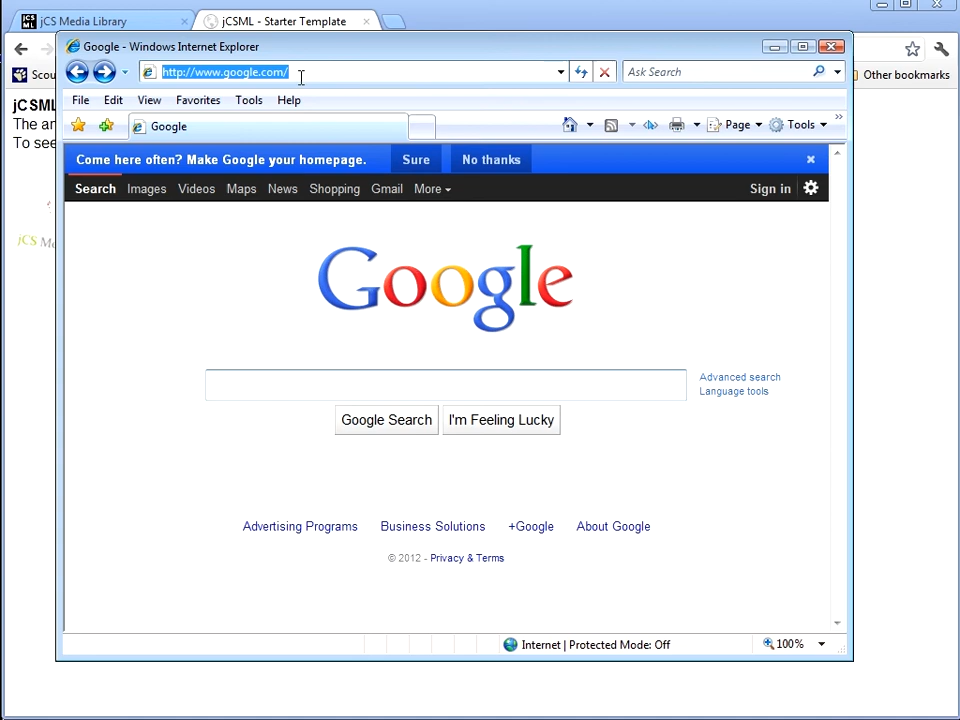 jCS Media Library
jCSML - Starter Template
Google - Windows Internet Explorer
http://www.google.com/
Ask Search
Scou
Other bookmarks
File Edit View Favorites Tools Help
jCSML
The an
To see
Google
Page Tools
Come here often? Make Google your homepage. Sure No thanks
Search Images Videos Maps News Shopping Gmail More Sign in
jCS Me
Google
Advanced search
Language tools
Google Search I'm Feeling Lucky
Advertising Programs Business Solutions +Google About Google
© 2012 - Privacy & Terms
Internet | Protected Mode: Off 100%